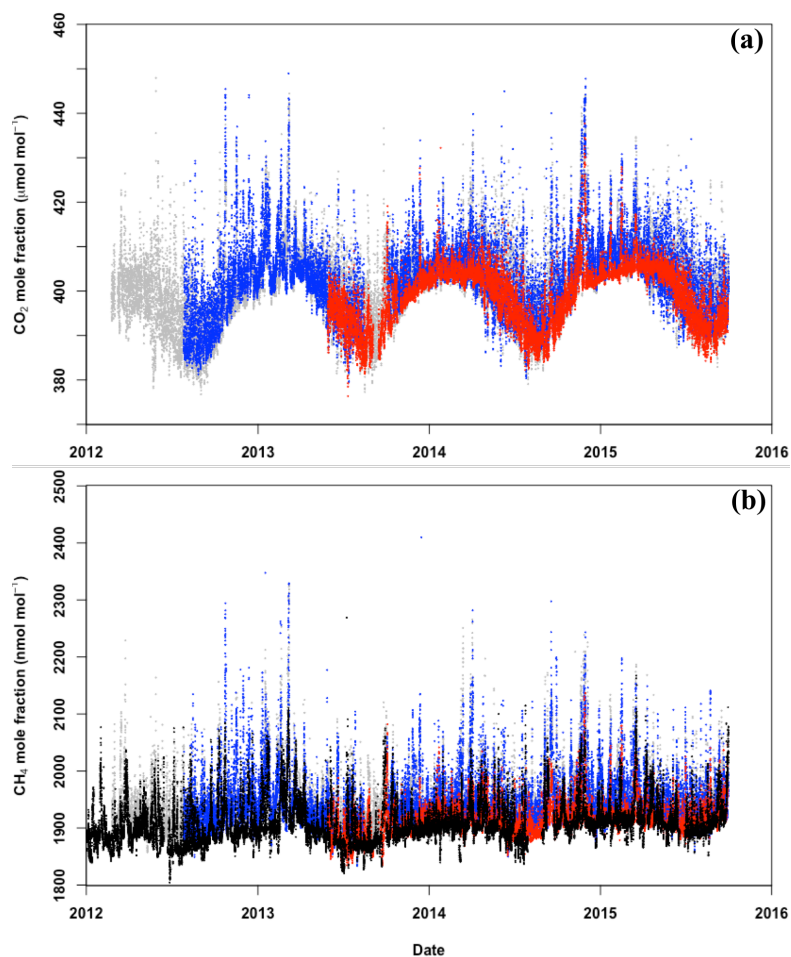 (a)
CO₂ mole fraction (µmol mol⁻¹)
460
440
420
400
380
2012 2013 2014 2015 2016
(b)
CH₄ mole fraction (nmol mol⁻¹)
2500
2400
2300
2200
2100
2000
1900
1800
2012 2013 2014 2015 2016
Date